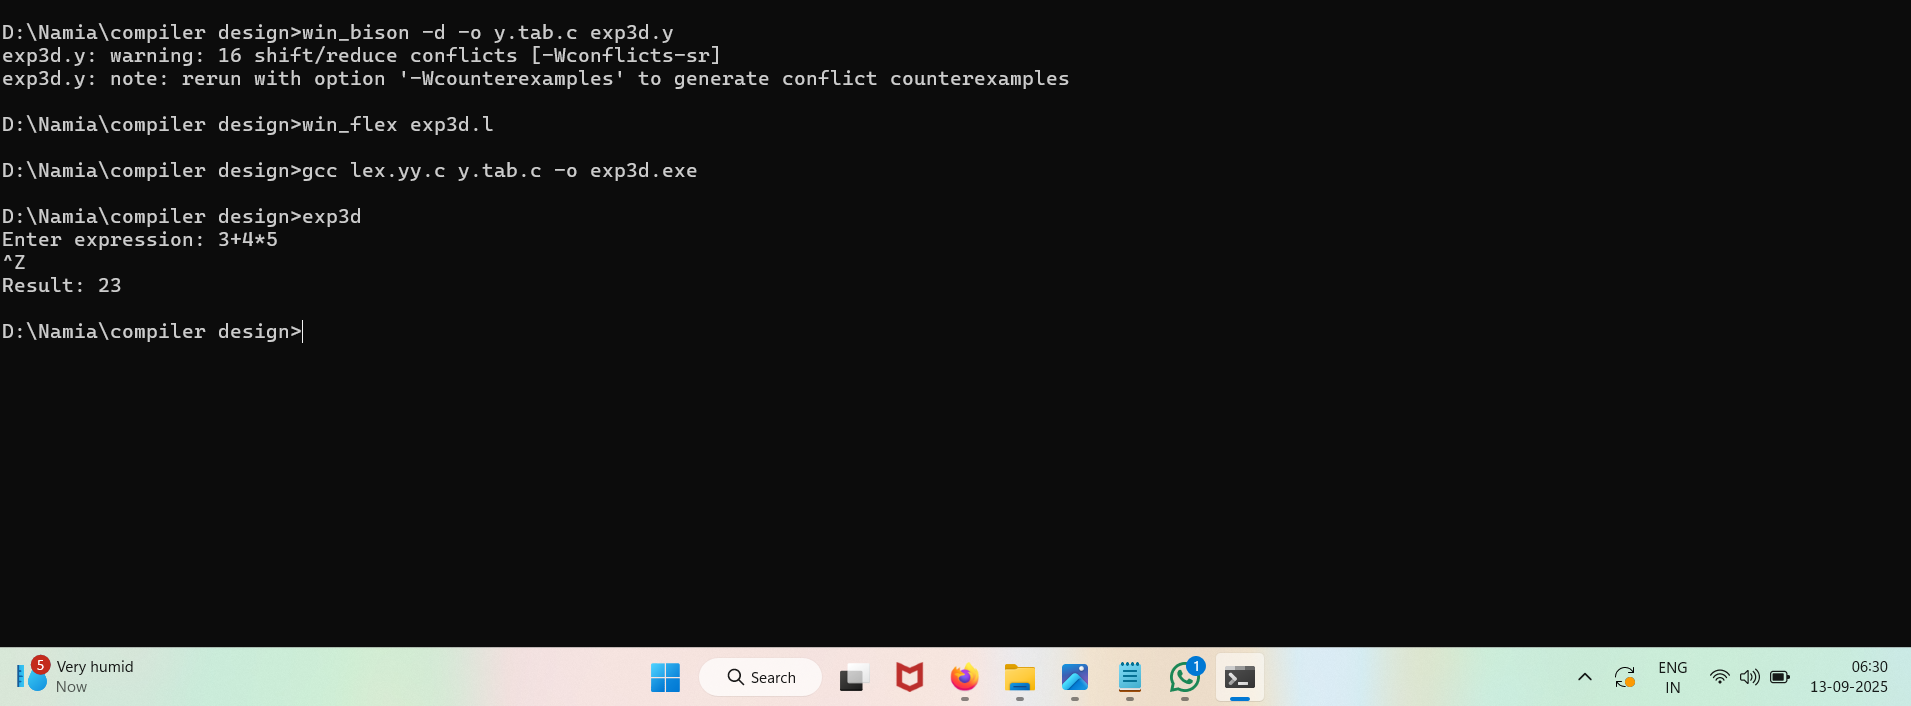 D:\Namia\compiler design>win_bison -d -o y.tab.c exp3d.y
exp3d.y: warning: 16 shift/reduce conflicts [-Wconflicts-sr]
exp3d.y: note: rerun with option '-Wcounterexamples' to generate conflict counterexamples
D:\Namia\compiler design>win_flex exp3d.l
D:\Namia\compiler design>gcc lex.yy.c y.tab.c -o exp3d.exe
D:\Namia\compiler design>exp3d
Enter expression: 3+4*5
^Z
Result: 23
D:\Namia\compiler design>
5 Very humid
Now
Search
1
ENG
IN
06:30
13-09-2025